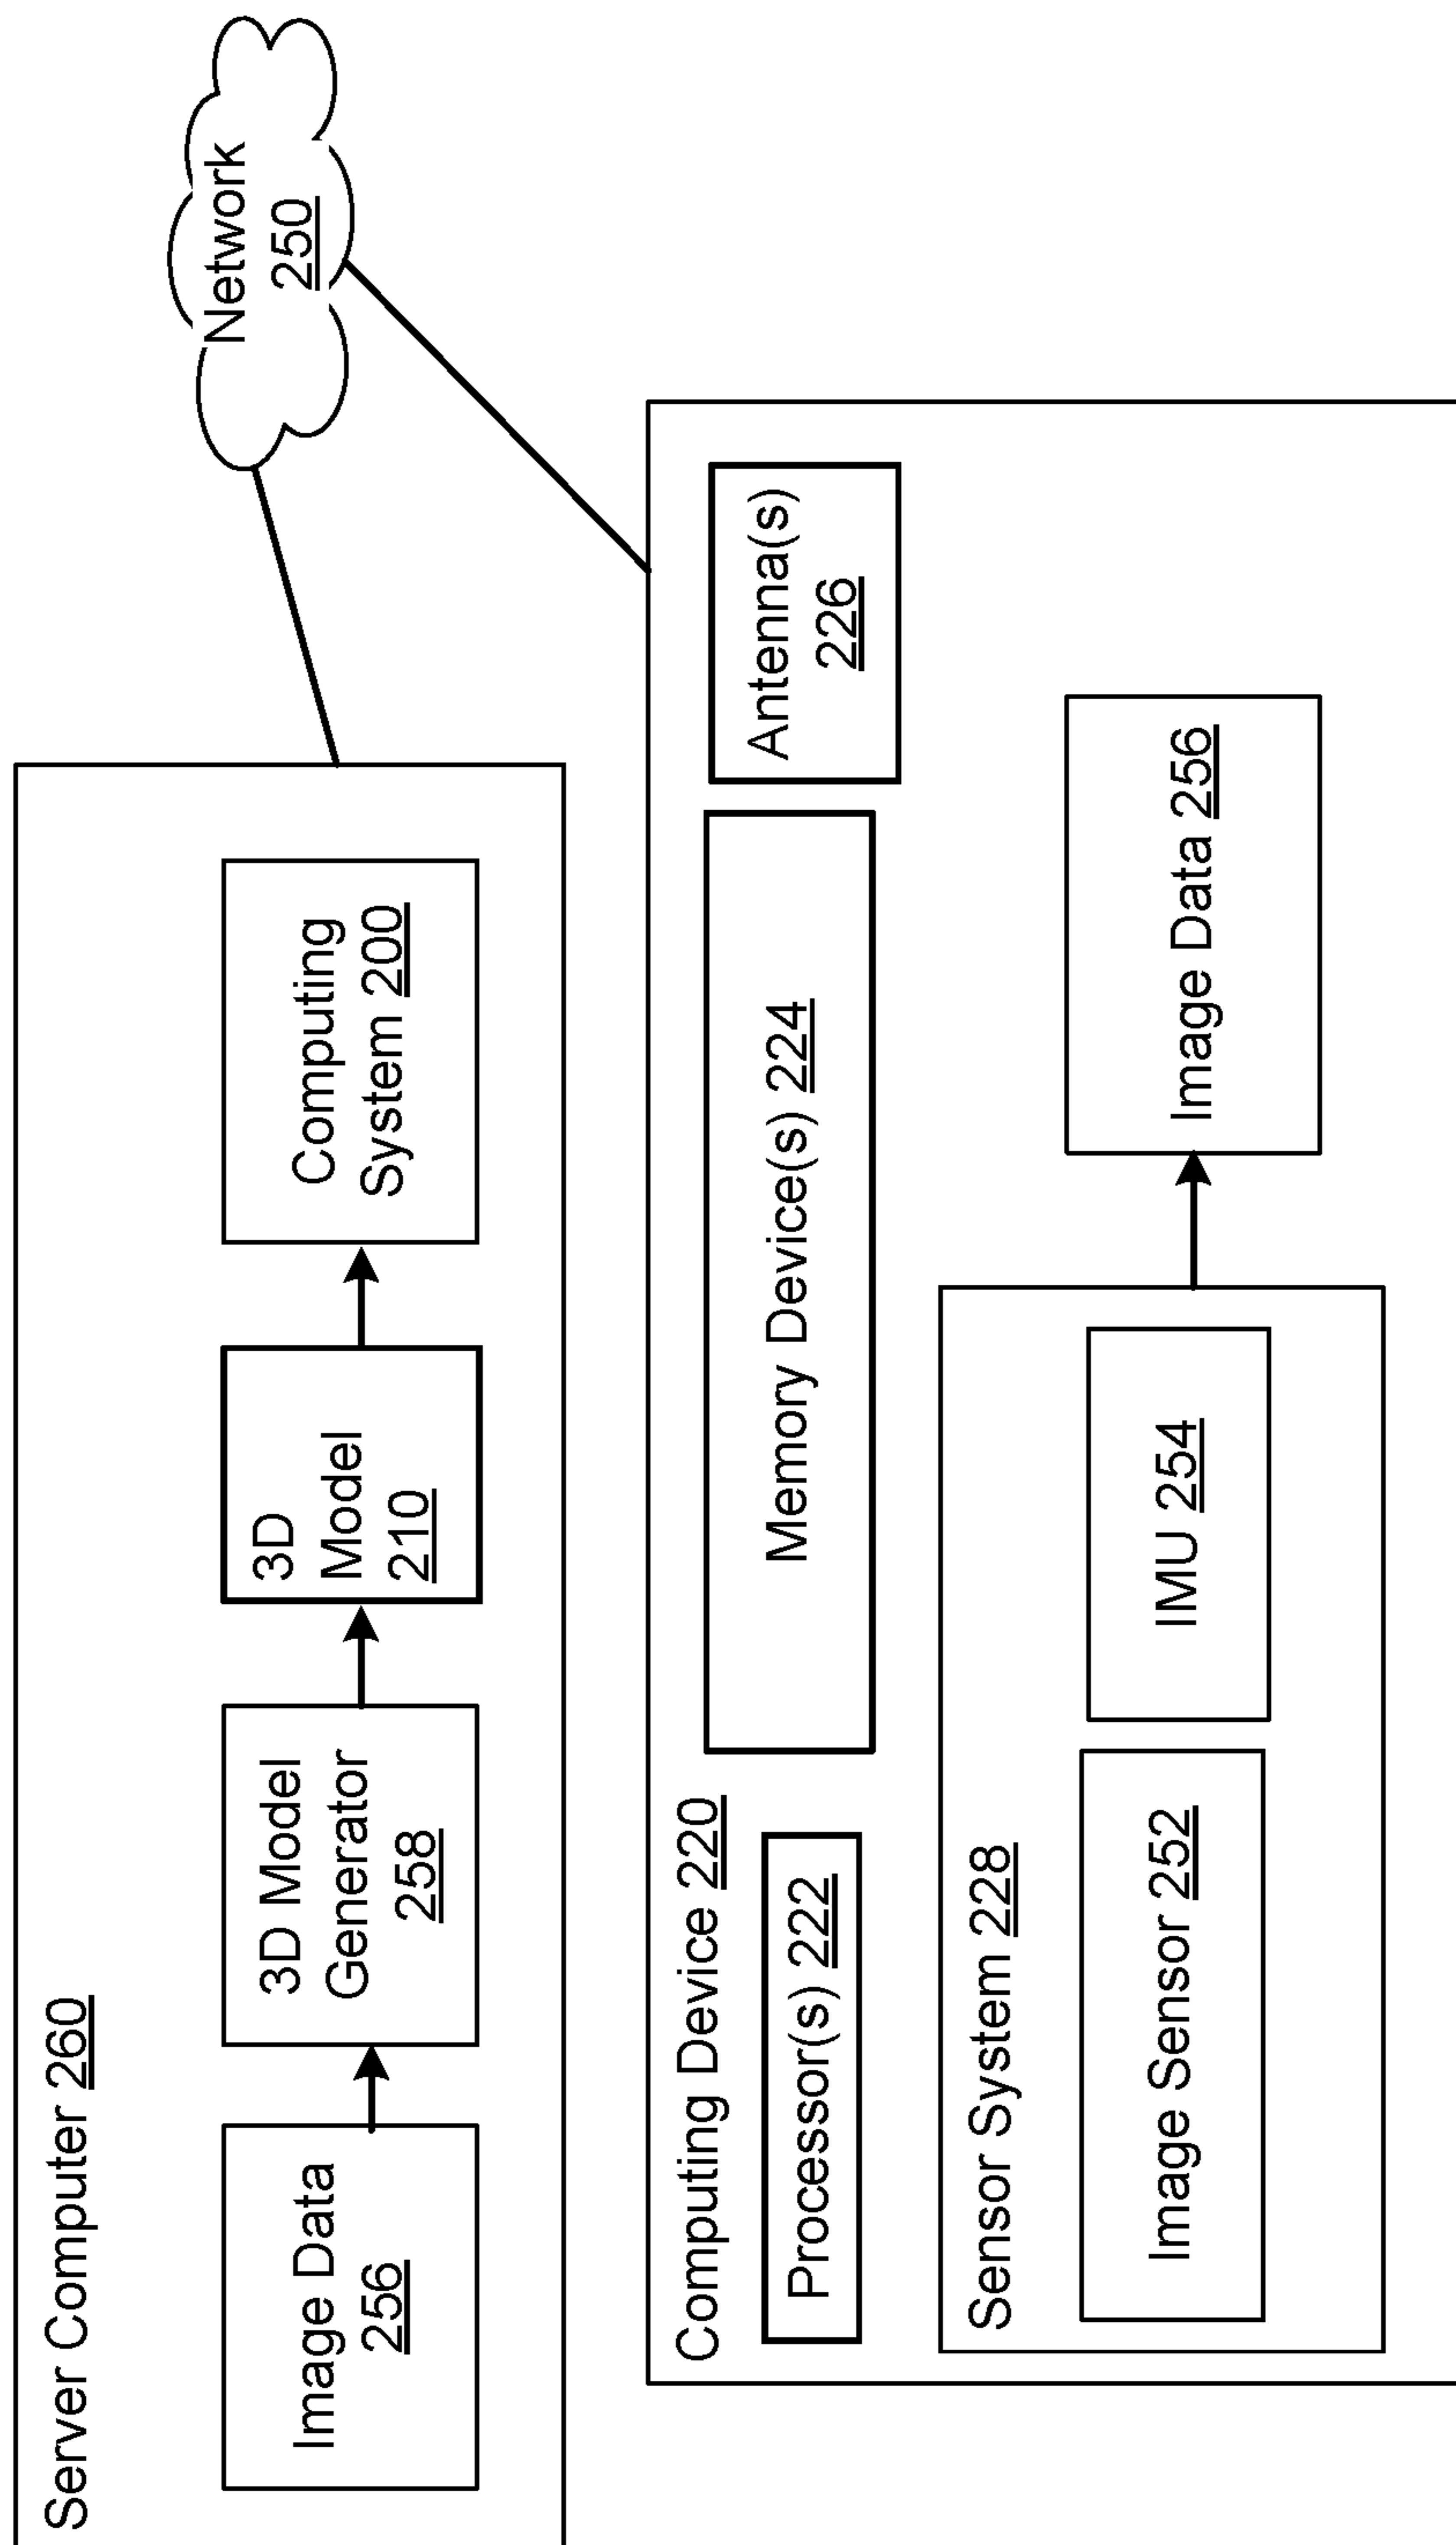 Server Computer 260
Image Data
256
3D Model
Generator
258
3D
Model
210
Computing
System 200
Network
250
Computing Device 220
Processor(s) 222
Memory Device(s) 224
Antenna(s)
226
Sensor System 228
Image Sensor 252
IMU 254
Image Data 256